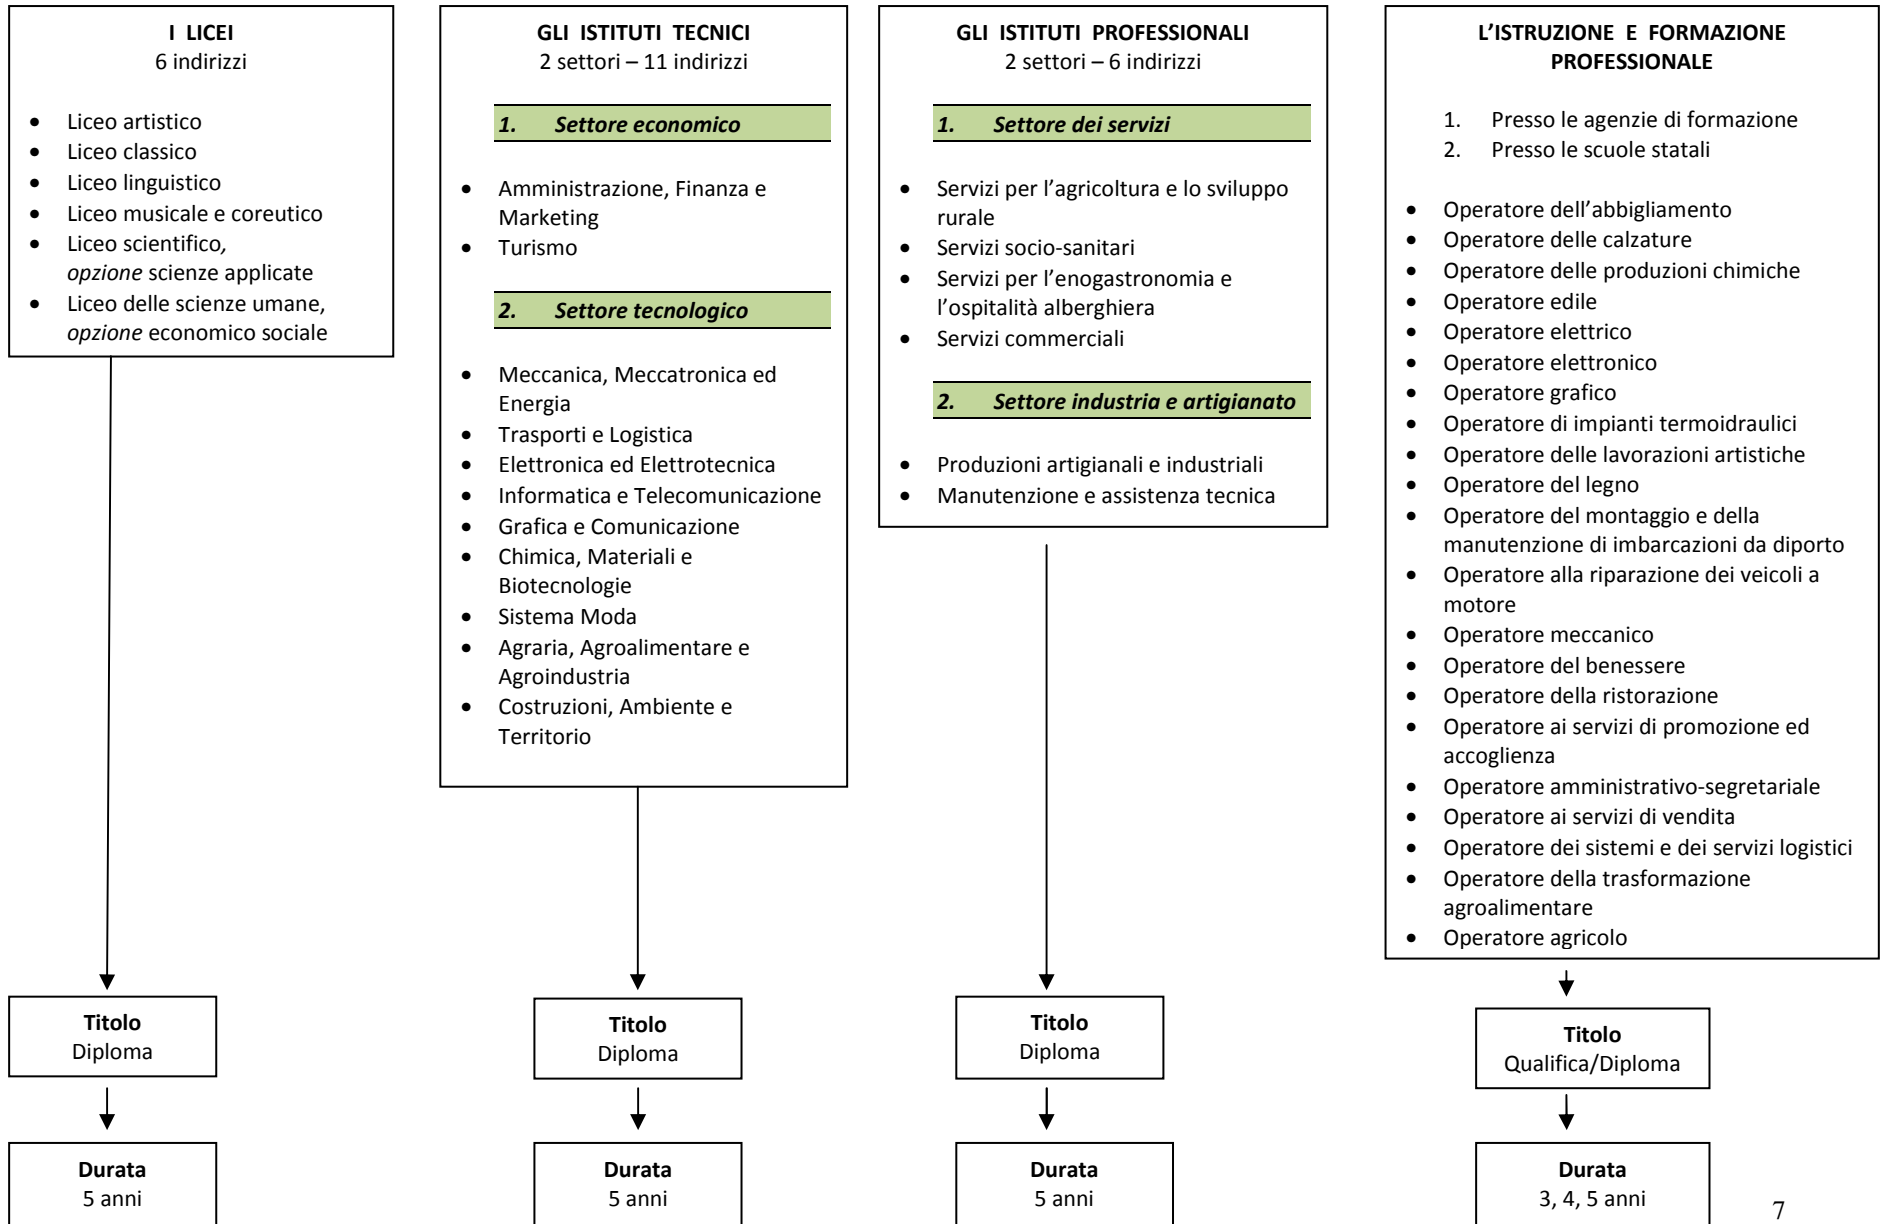 I LICEI
6 indirizzi
• Liceo artistico
• Liceo classico
• Liceo linguistico
• Liceo musicale e coreutico
• Liceo scientifico,
opzione scienze applicate
• Liceo delle scienze umane,
opzione economico sociale
Titolo
Diploma
Durata
5 anni
GLI ISTITUTI TECNICI
2 settori – 11 indirizzi
1. Settore economico
• Amministrazione, Finanza e
Marketing
• Turismo
2. Settore tecnologico
• Meccanica, Meccatronica ed
Energia
• Trasporti e Logistica
• Elettronica ed Elettrotecnica
• Informatica e Telecomunicazione
• Grafica e Comunicazione
• Chimica, Materiali e
Biotecnologie
• Sistema Moda
• Agraria, Agroalimentare e
Agroindustria
• Costruzioni, Ambiente e
Territorio
Titolo
Diploma
Durata
5 anni
GLI ISTITUTI PROFESSIONALI
2 settori – 6 indirizzi
1. Settore dei servizi
• Servizi per l’agricoltura e lo sviluppo
rurale
• Servizi socio-sanitari
• Servizi per l’enogastronomia e
l’ospitalità alberghiera
• Servizi commerciali
2. Settore industria e artigianato
• Produzioni artigianali e industriali
• Manutenzione e assistenza tecnica
Titolo
Diploma
Durata
5 anni
L’ISTRUZIONE E FORMAZIONE
PROFESSIONALE
1. Presso le agenzie di formazione
2. Presso le scuole statali
• Operatore dell’abbigliamento
• Operatore delle calzature
• Operatore delle produzioni chimiche
• Operatore edile
• Operatore elettrico
• Operatore elettronico
• Operatore grafico
• Operatore di impianti termoidraulici
• Operatore delle lavorazioni artistiche
• Operatore del legno
• Operatore del montaggio e della
manutenzione di imbarcazioni da diporto
• Operatore alla riparazione dei veicoli a
motore
• Operatore meccanico
• Operatore del benessere
• Operatore della ristorazione
• Operatore ai servizi di promozione ed
accoglienza
• Operatore amministrativo-segretariale
• Operatore ai servizi di vendita
• Operatore dei sistemi e dei servizi logistici
• Operatore della trasformazione
agroalimentare
• Operatore agricolo
Titolo
Qualifica/Diploma
Durata
3, 4, 5 anni
7